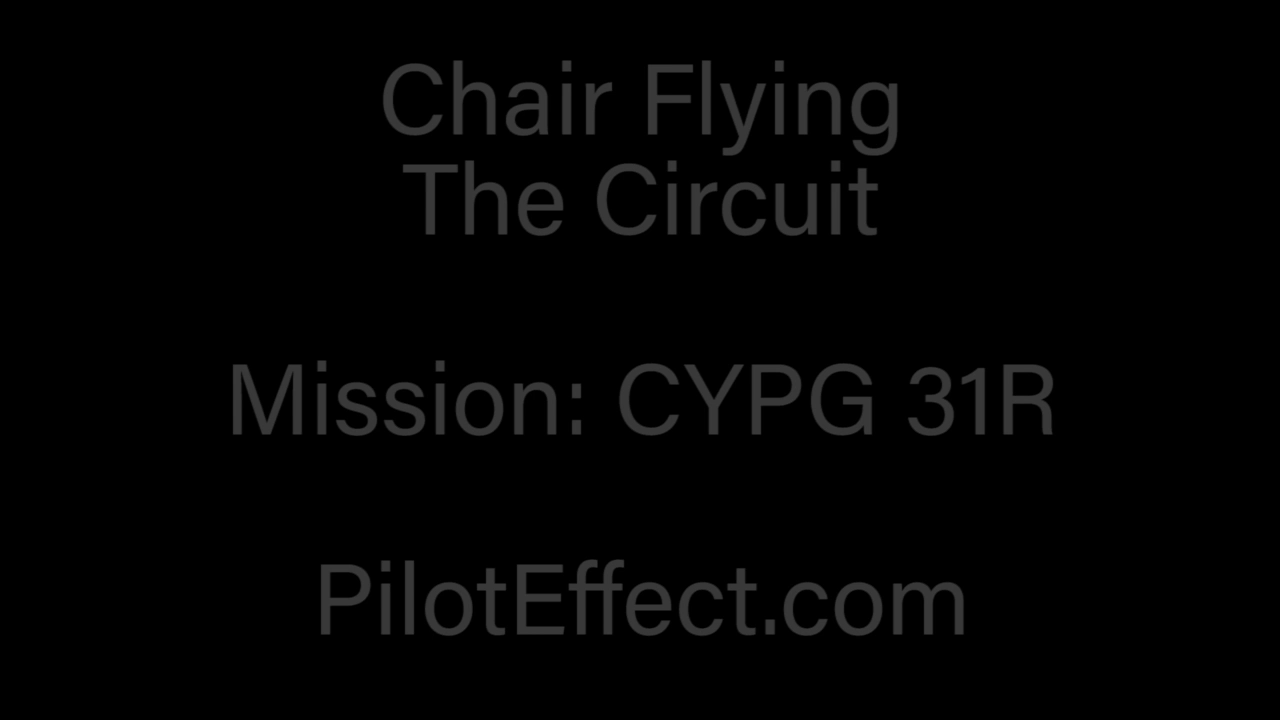 Chair Flying
The Circuit
Mission: CYPG 31R
PilotEffect.com